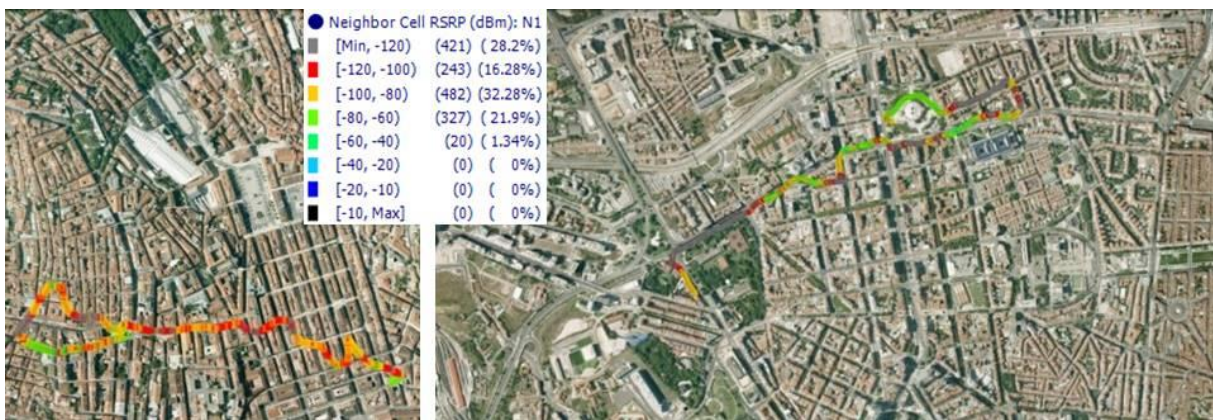 Neighbor Cell RSRP (dBm): N1
[Min, -120) (421) ( 28.2%)
[-120, -100) (243) (16.28%)
[-100, -80) (482) (32.28%)
[-80, -60) (327) ( 21.9%)
[-60, -40) (20) ( 1.34%)
[-40, -20) (0) ( 0%)
[-20, -10) (0) ( 0%)
[-10, Max] (0) ( 0%)